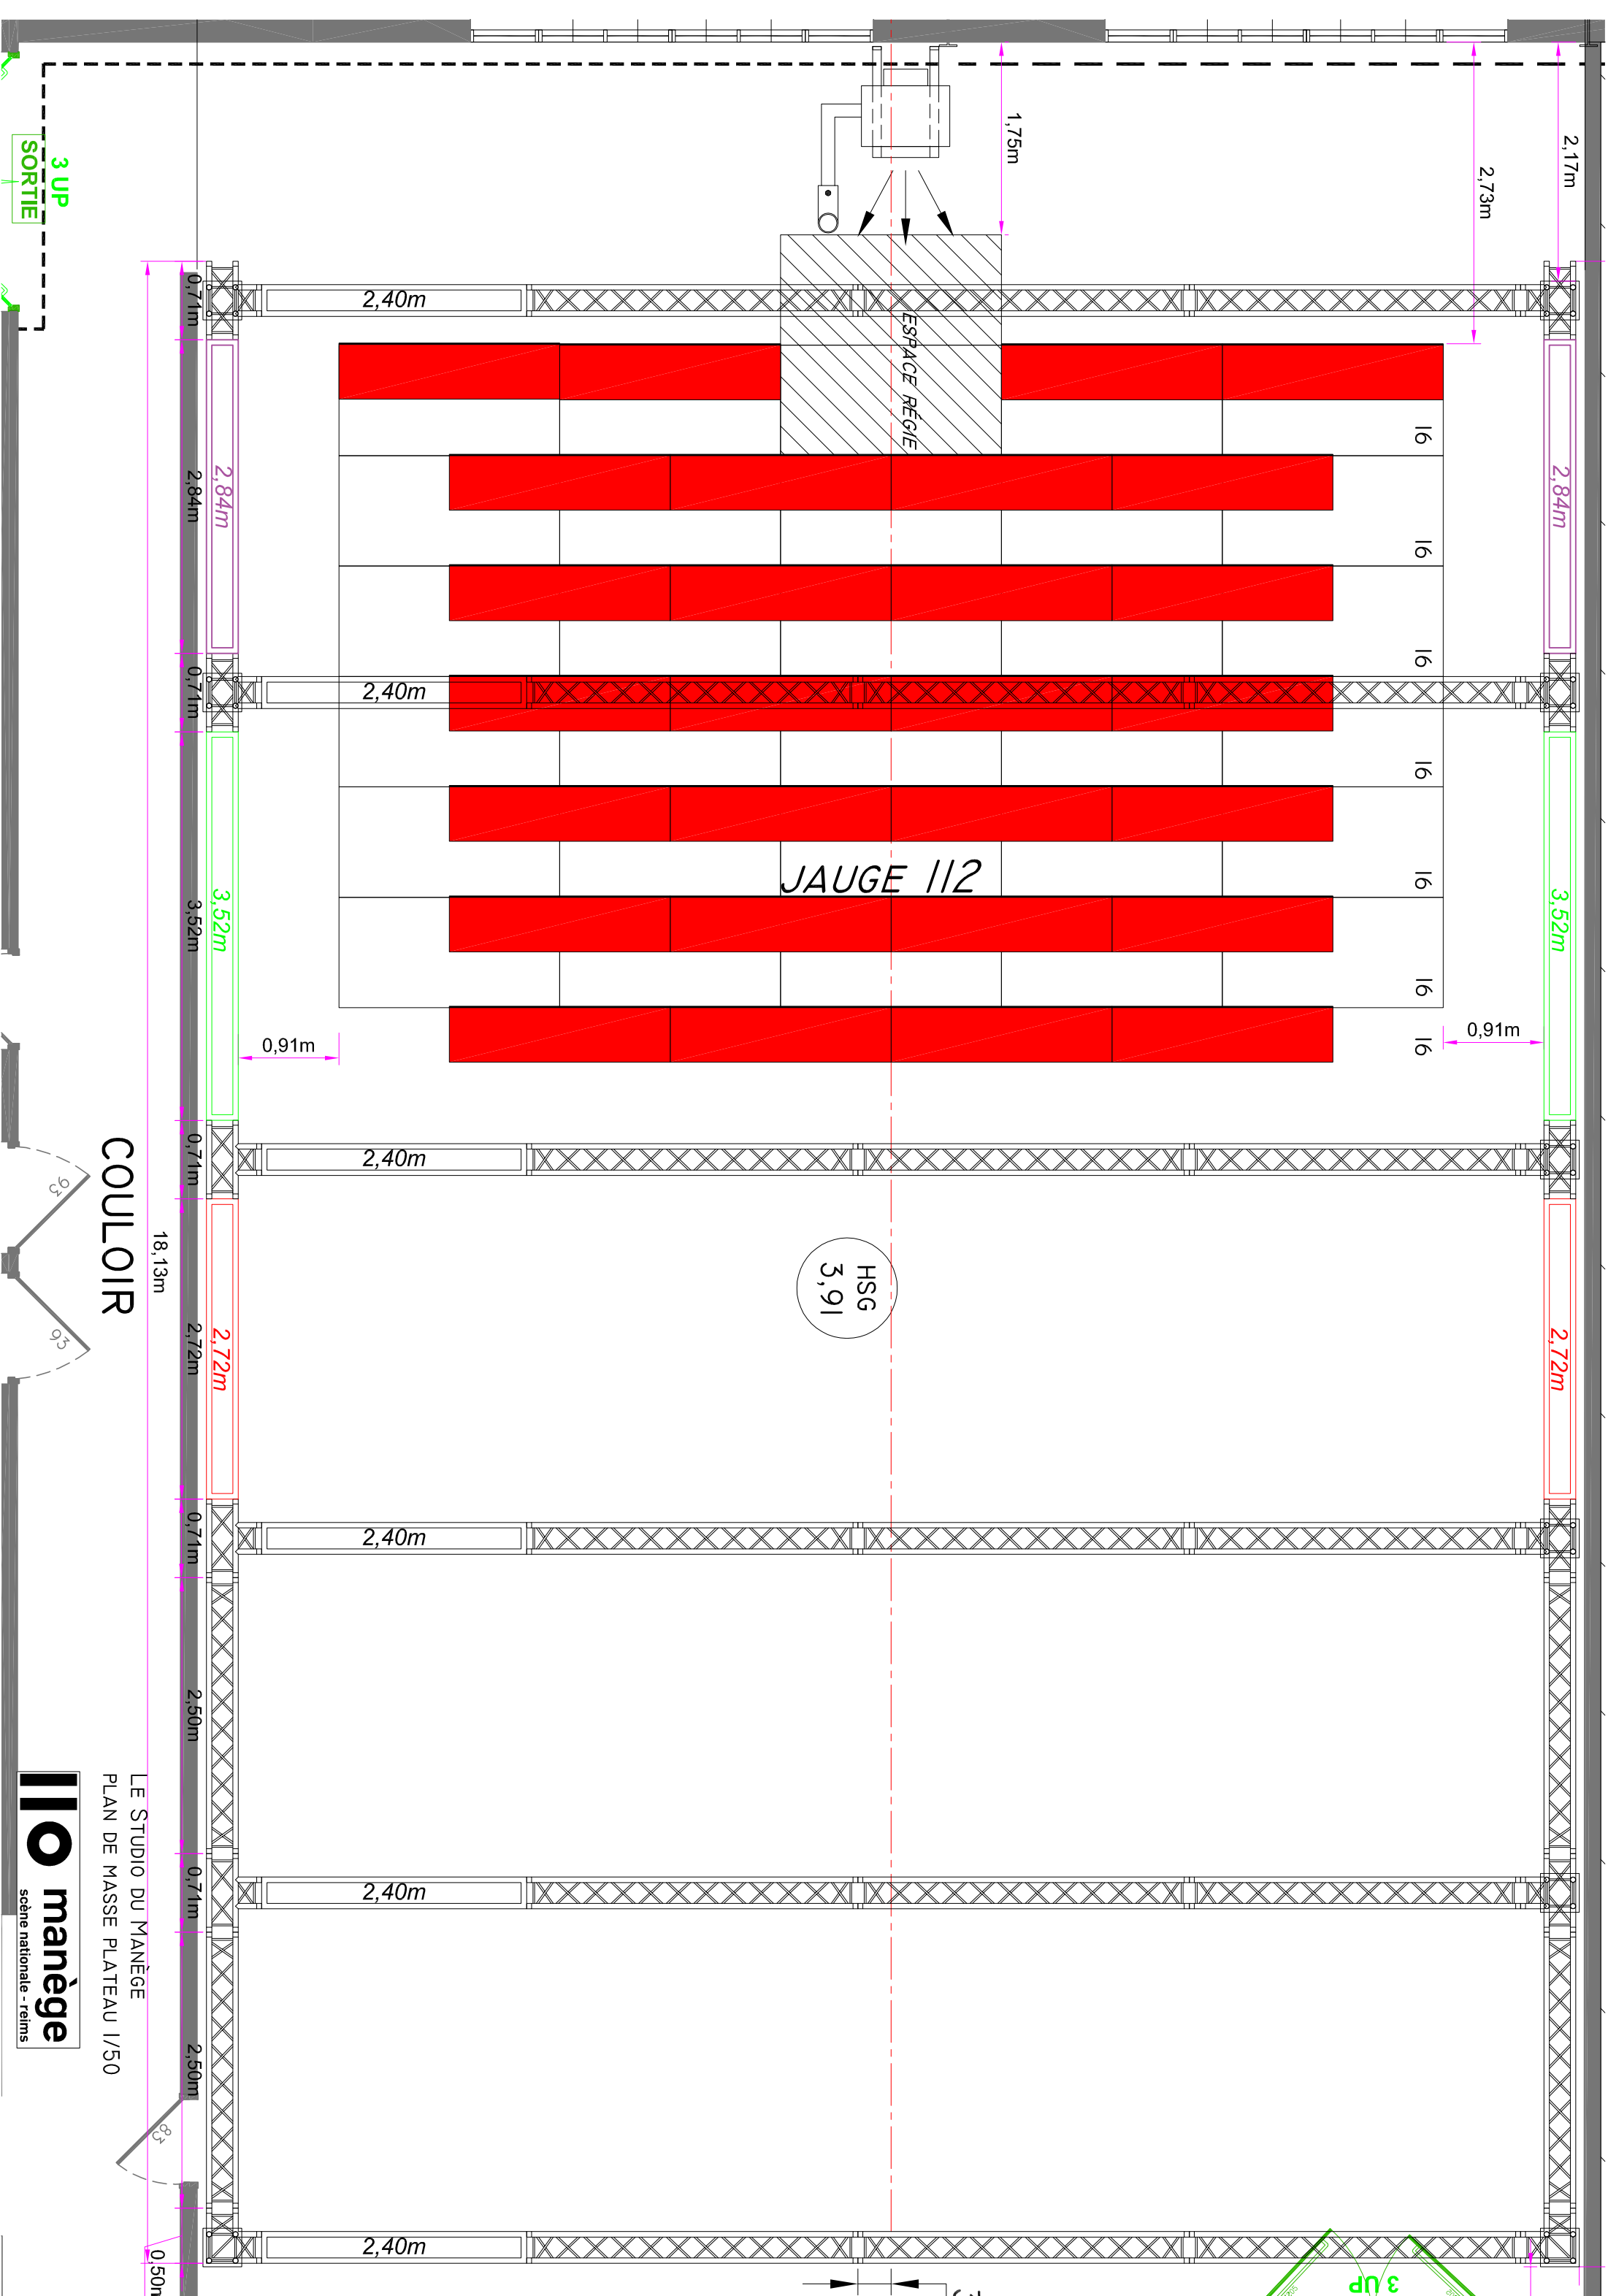 2,17m
2,73m
1,75m
3 UP
SORTIE
0,71m
2,40m
ESPACE RÉGIE
16
2,84m
2,84m
2,84m
16
16
0,71m
2,40m
16
3,52m
3,52m
3,52m
JAUGE 112
16
16
16
0,91m
0,91m
0,71m
2,40m
COULOIR
93
93
18,13m
HSG
3,91
2,72m
2,72m
2,72m
0,71m
2,40m
2,50m
LE STUDIO DU MANÈGE
PLAN DE MASSE PLATEAU 1/50
manège
scène nationale - reims
0,71m
2,40m
2,50m
83
2,40m
0,50m
3 UP